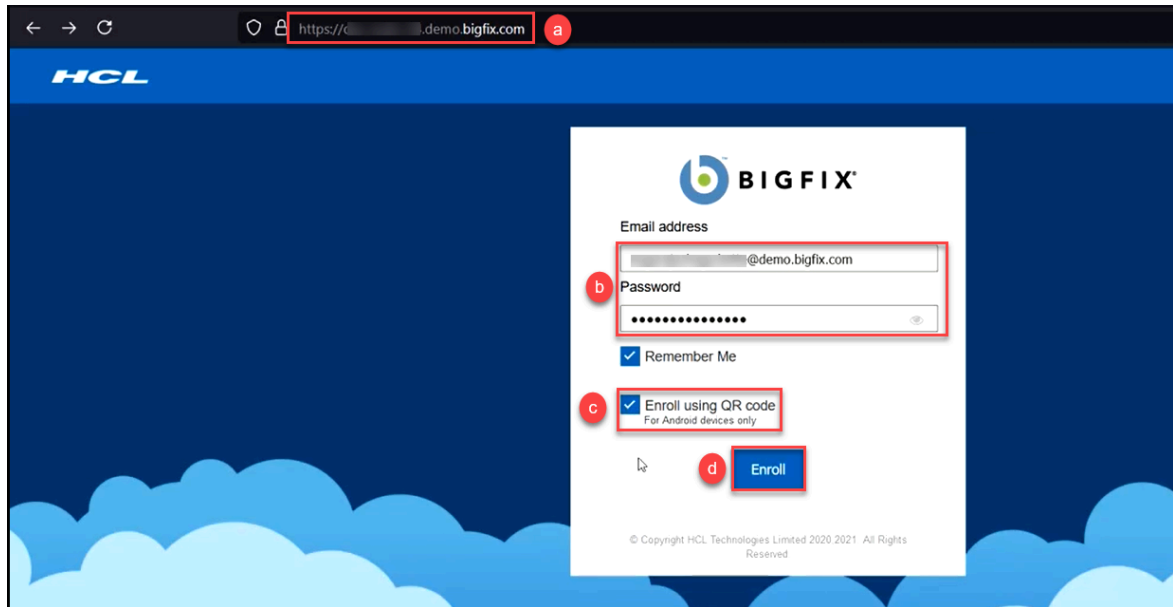 https:// .demo.bigfix.com
a
HCL
BIGFIX
Email address
@demo.bigfix.com
b
Password
Remember Me
c
Enroll using QR code
For Android devices only
d
Enroll
© Copyright HCL Technologies Limited 2020 2021 All Rights
Reserved